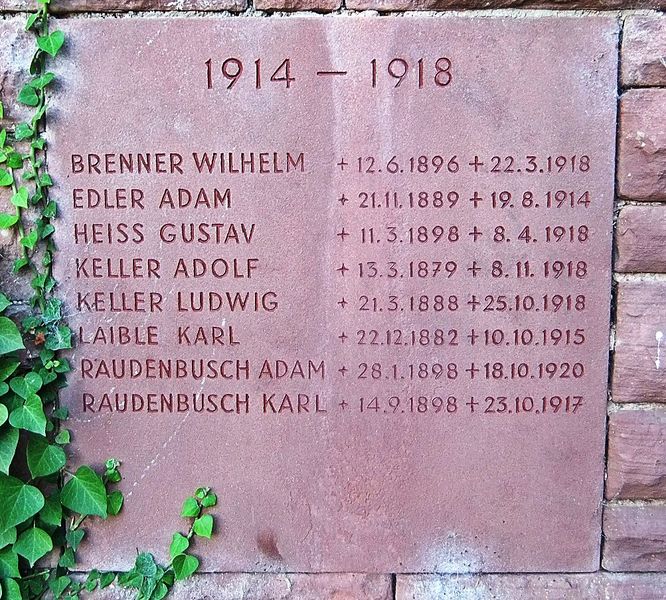 1914 – 1918
BRENNER WILHELM + 12.6.1896 + 22.3.1918
EDLER ADAM + 21.11.1889 + 19.8.1914
HEISS GUSTAV + 11.3.1898 + 8.4.1918
KELLER ADOLF + 13.3.1879 + 8.11.1918
KELLER LUDWIG + 21.3.1888 + 25.10.1918
LAIBLE KARL + 22.12.1882 + 10.10.1915
RAUDENBUSCH ADAM + 28.1.1898 + 18.10.1920
RAUDENBUSCH KARL + 14.9.1898 + 23.10.1917